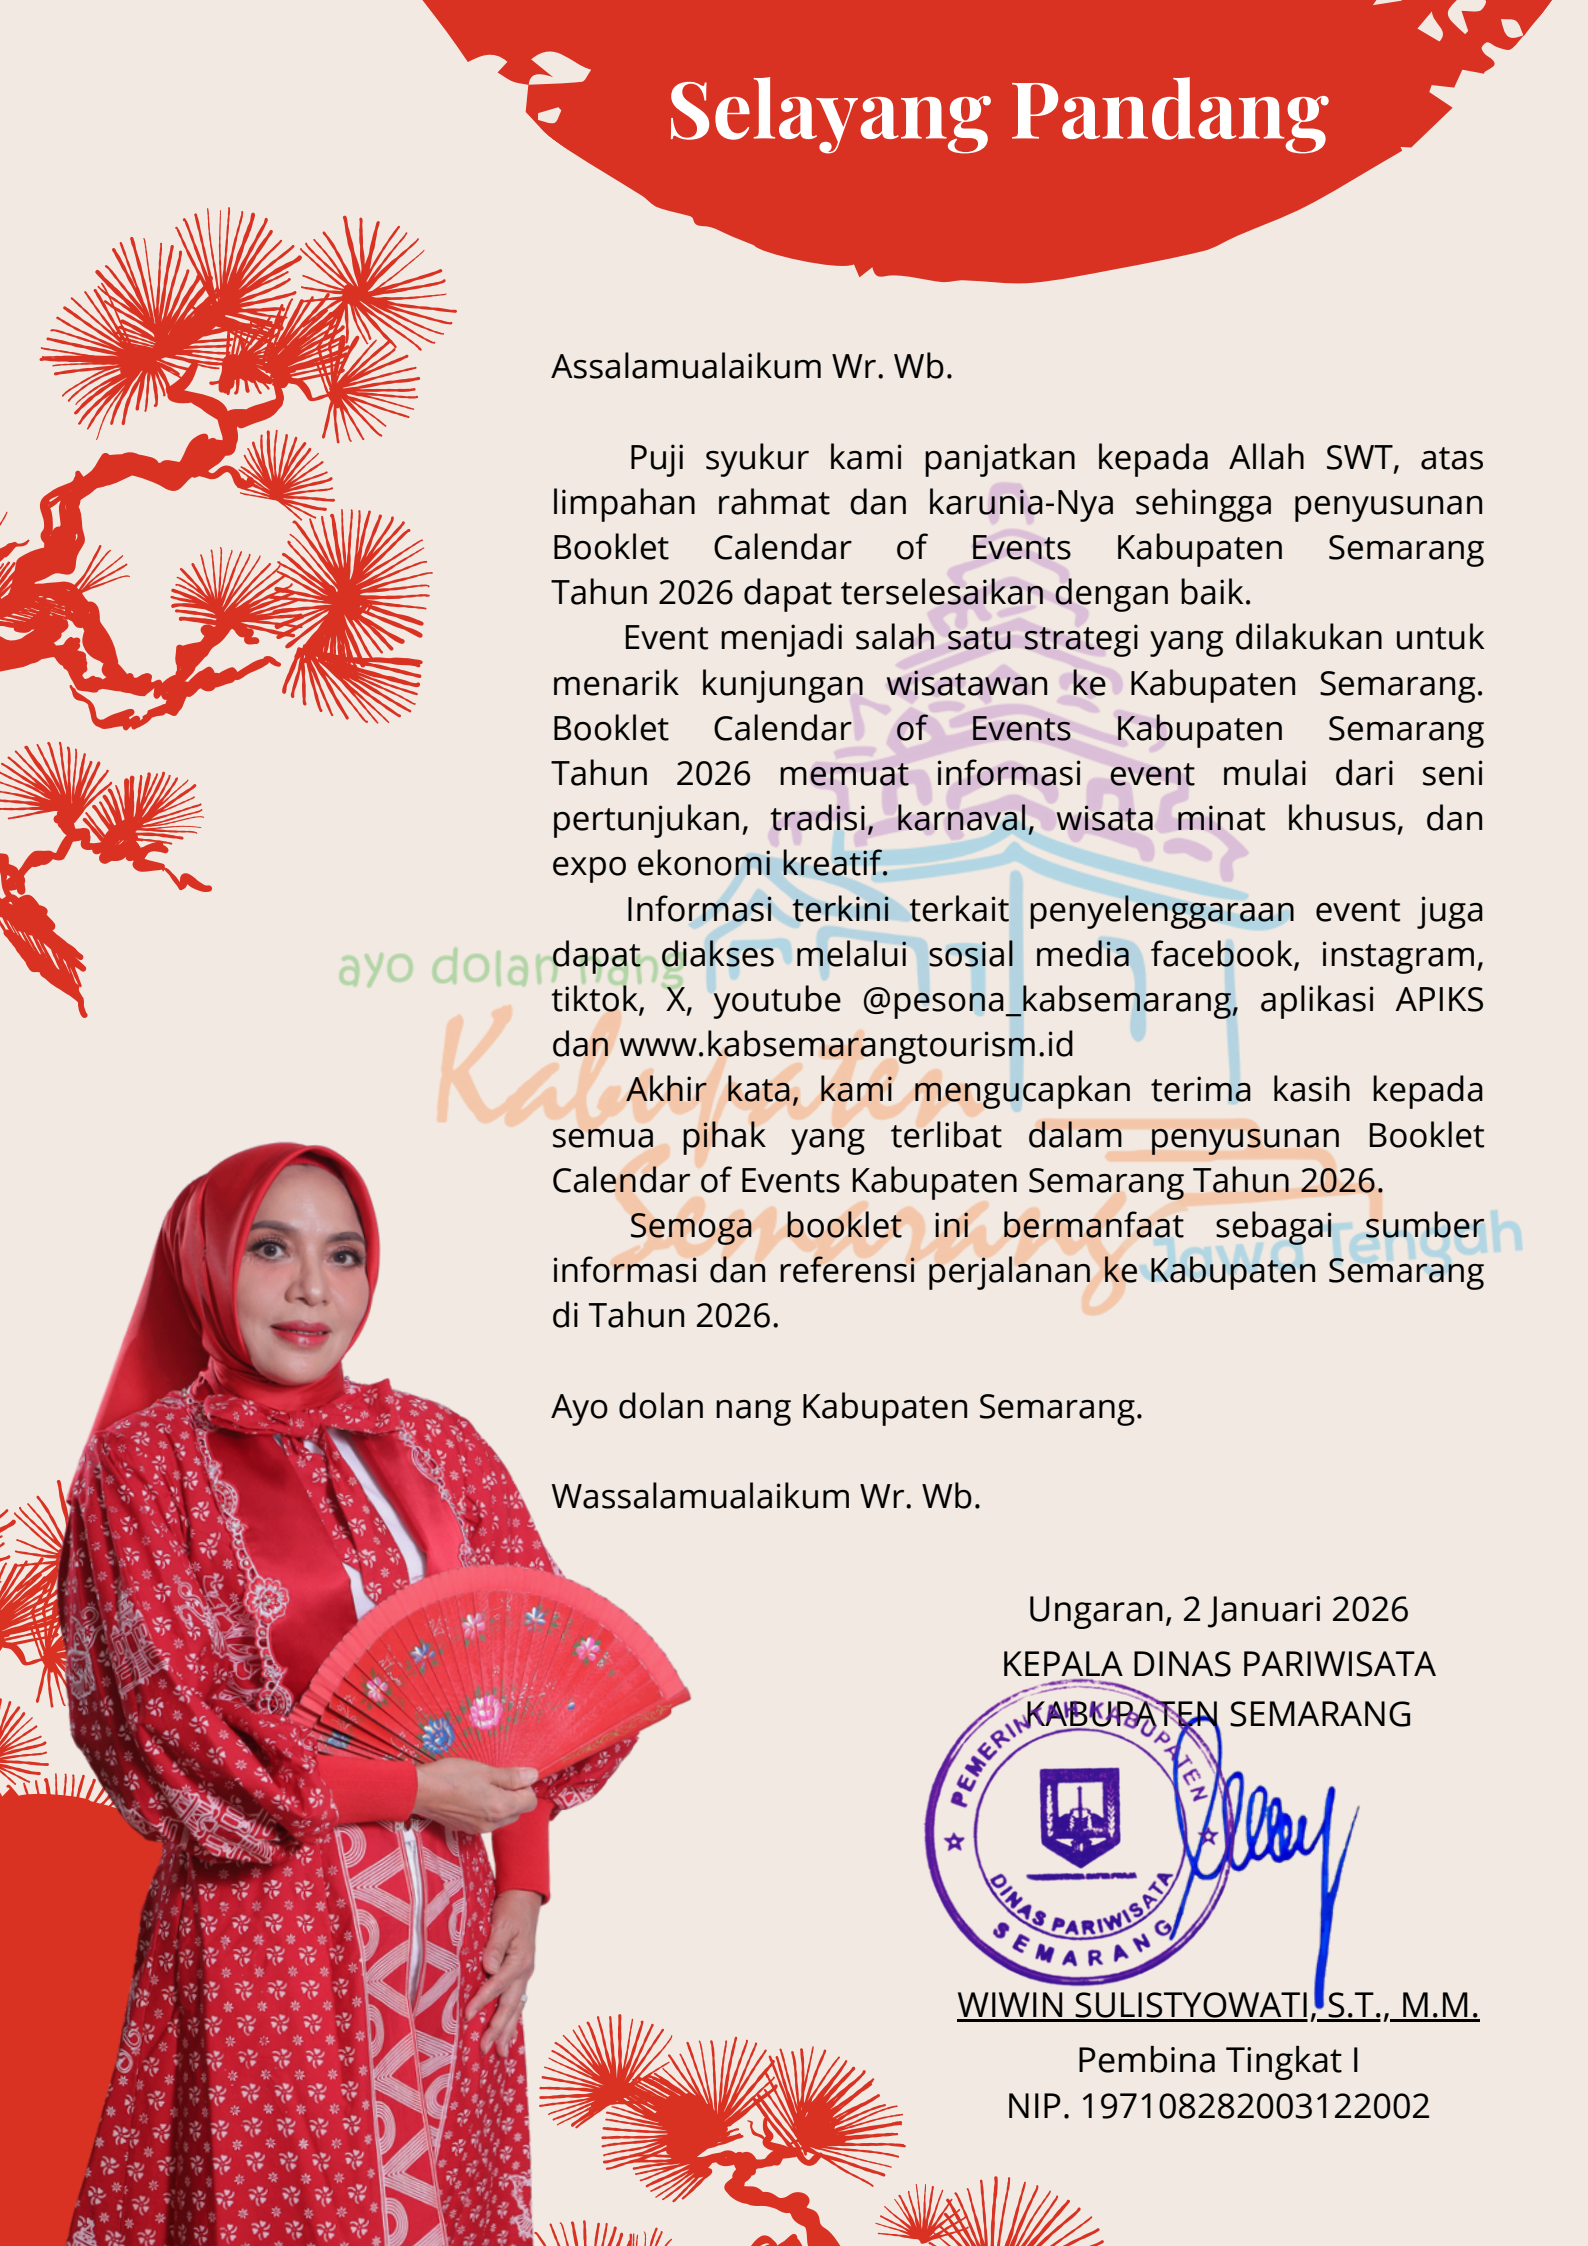 Selayang Pandang
Assalamualaikum Wr. Wb.
Puji syukur kami panjatkan kepada Allah SWT, atas
limpahan rahmat dan karunia-Nya sehingga penyusunan
Booklet Calendar of Events Kabupaten Semarang
Tahun 2026 dapat terselesaikan dengan baik.
Event menjadi salah satu strategi yang dilakukan untuk
menarik kunjungan wisatawan ke Kabupaten Semarang.
Booklet Calendar of Events Kabupaten Semarang
Tahun 2026 memuat informasi event mulai dari seni
pertunjukan, tradisi, karnaval, wisata minat khusus, dan
expo ekonomi kreatif.
Informasi terkini terkait penyelenggaraan event juga
dapat diakses melalui sosial media facebook, instagram,
tiktok, X, youtube @pesona_kabsemarang, aplikasi APIKS
dan www.kabsemarangtourism.id
Akhir kata, kami mengucapkan terima kasih kepada
semua pihak yang terlibat dalam penyusunan Booklet
Calendar of Events Kabupaten Semarang Tahun 2026.
Semoga booklet ini bermanfaat sebagai sumber
informasi dan referensi perjalanan ke Kabupaten Semarang
di Tahun 2026.
Ayo dolan nang Kabupaten Semarang.
Wassalamualaikum Wr. Wb.
ayo dolan nang
Kabupaten
Semarang
Jawa Tengah
Ungaran, 2 Januari 2026
KEPALA DINAS PARIWISATA
KABUPATEN SEMARANG
PEMERINTAH KABUPATEN
DINAS PARIWISATA
SEMARANG
WIWIN SULISTYOWATI, S.T., M.M.
Pembina Tingkat I
NIP. 197108282003122002